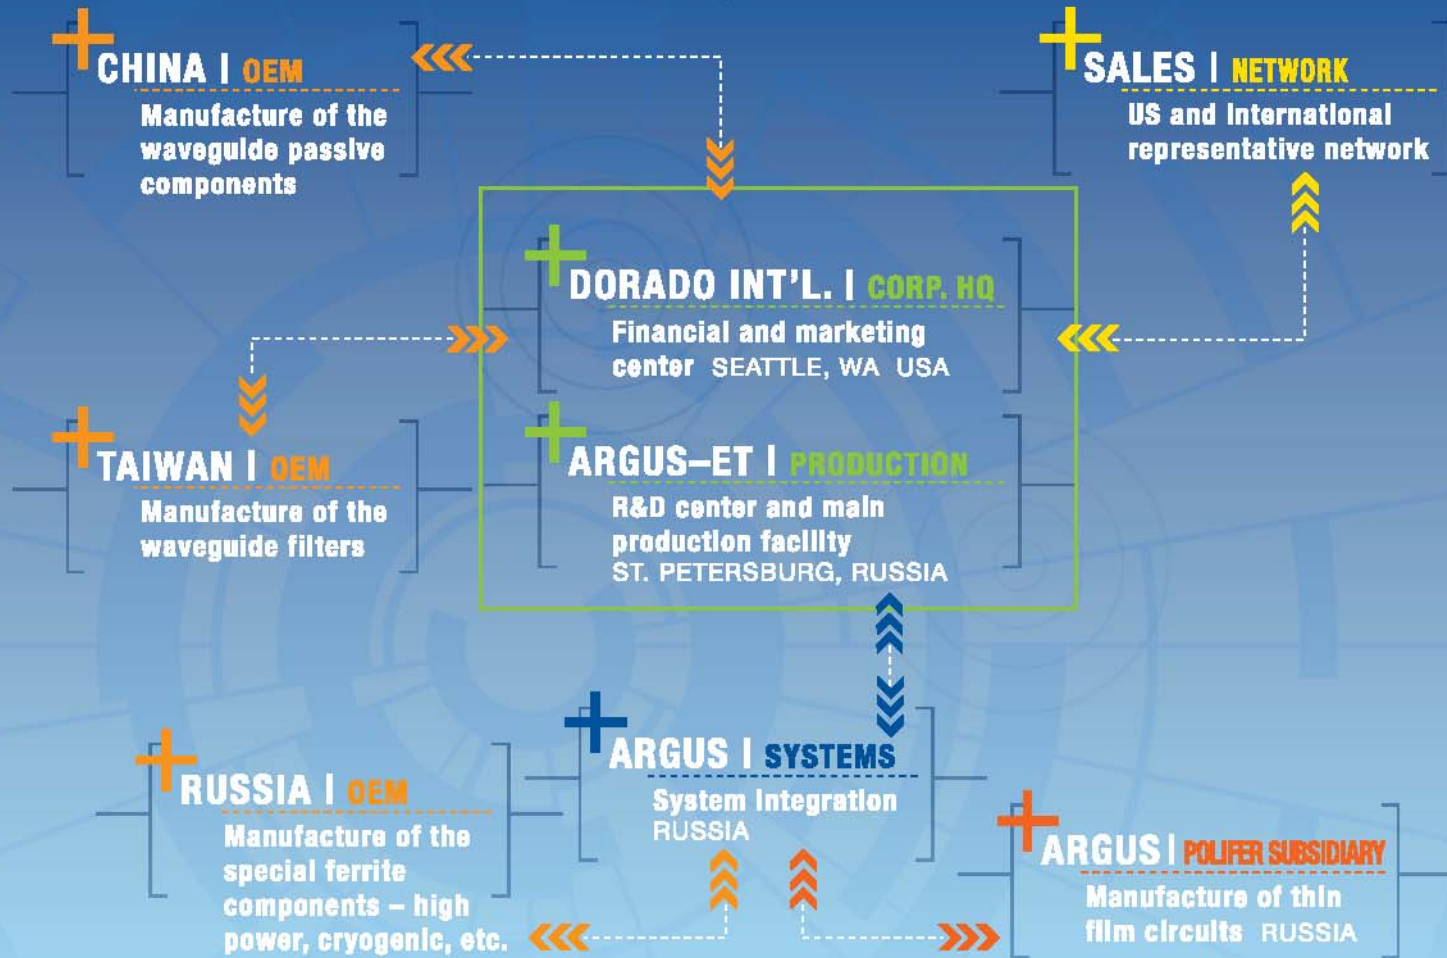 CHINA | OEM
Manufacture of the
waveguide passive
components
SALES | NETWORK
US and International
representative network
DORADO INT'L. | CORP. HQ
Financial and marketing
center SEATTLE, WA USA
TAIWAN | OEM
Manufacture of the
waveguide filters
ARGUS–ET | PRODUCTION
R&D center and main
production facility
ST. PETERSBURG, RUSSIA
ARGUS | SYSTEMS
System Integration
RUSSIA
RUSSIA | OEM
Manufacture of the
special ferrite
components – high
power, cryogenic, etc.
ARGUS | POLIFER SUBSIDIARY
Manufacture of thin
film circuits RUSSIA